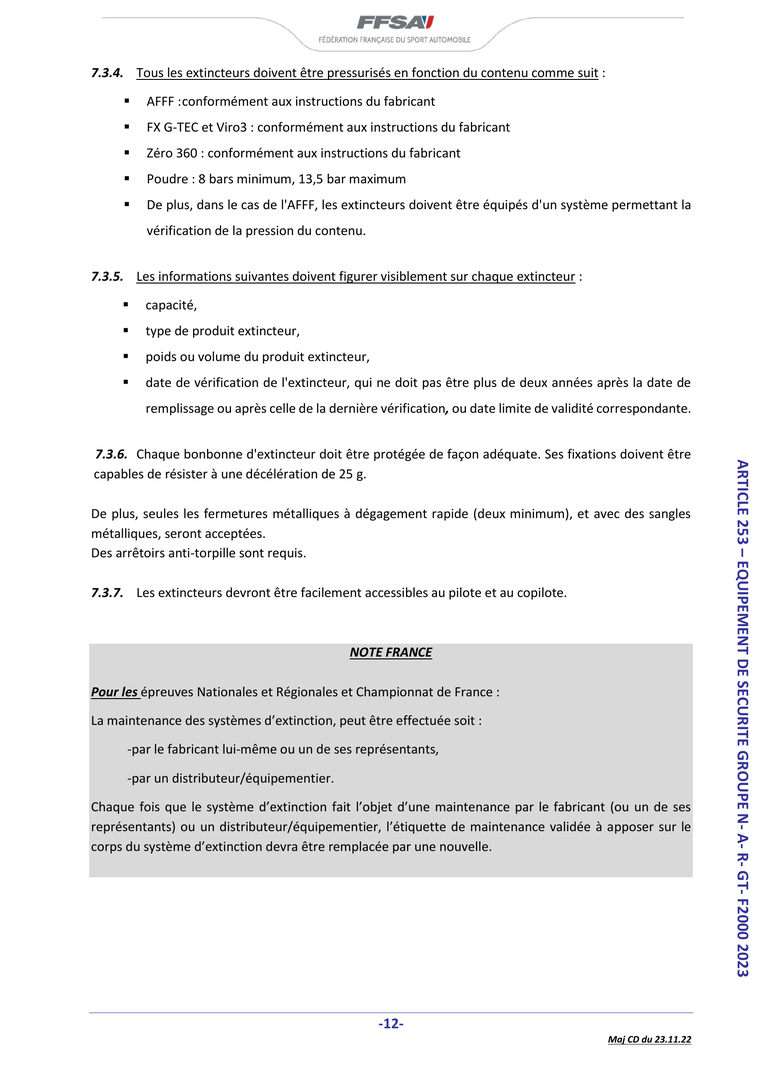 FFSA
FÉDÉRATION FRANÇAISE DU SPORT AUTOMOBILE
7.3.4. Tous les extincteurs doivent être pressurisés en fonction du contenu comme suit :
▪ AFFF :conformément aux instructions du fabricant
▪ FX G-TEC et Viro3 : conformément aux instructions du fabricant
▪ Zéro 360 : conformément aux instructions du fabricant
▪ Poudre : 8 bars minimum, 13,5 bar maximum
▪ De plus, dans le cas de l'AFFF, les extincteurs doivent être équipés d'un système permettant la
vérification de la pression du contenu.
7.3.5. Les informations suivantes doivent figurer visiblement sur chaque extincteur :
▪ capacité,
▪ type de produit extincteur,
▪ poids ou volume du produit extincteur,
▪ date de vérification de l'extincteur, qui ne doit pas être plus de deux années après la date de
remplissage ou après celle de la dernière vérification, ou date limite de validité correspondante.
7.3.6. Chaque bonbonne d'extincteur doit être protégée de façon adéquate. Ses fixations doivent être
capables de résister à une décélération de 25 g.
De plus, seules les fermetures métalliques à dégagement rapide (deux minimum), et avec des sangles
métalliques, seront acceptées.
Des arrêtoirs anti-torpille sont requis.
7.3.7. Les extincteurs devront être facilement accessibles au pilote et au copilote.
NOTE FRANCE
Pour les épreuves Nationales et Régionales et Championnat de France :
La maintenance des systèmes d’extinction, peut être effectuée soit :
-par le fabricant lui-même ou un de ses représentants,
-par un distributeur/équipementier.
Chaque fois que le système d’extinction fait l’objet d’une maintenance par le fabricant (ou un de ses
représentants) ou un distributeur/équipementier, l’étiquette de maintenance validée à apposer sur le
corps du système d’extinction devra être remplacée par une nouvelle.
ARTICLE 253 – EQUIPEMENT DE SECURITE GROUPE N- A- R- GT- F2000 2023
-12-
Maj CD du 23.11.22